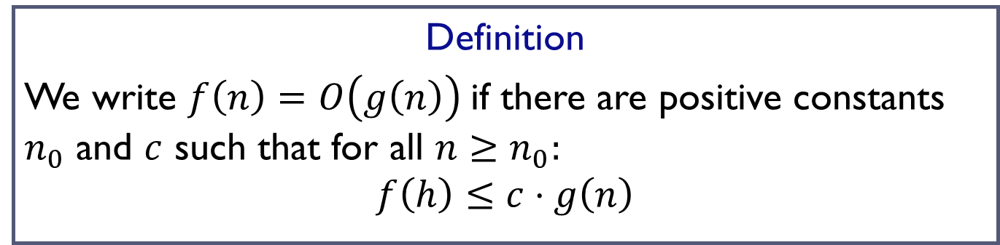 Definition
We write f(n) = O(g(n)) if there are positive constants
n₀ and c such that for all n ≥ n₀:
f(h) ≤ c · g(n)